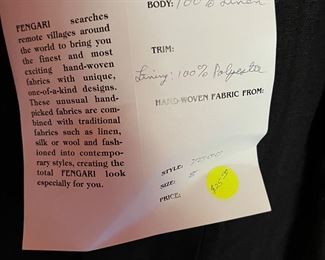 FENGARI searches
remote villages around
the world to bring you
the finest and most
exciting hand-woven
fabrics with unique,
one-of-a-kind designs.
These unusual hand-
picked fabrics are com-
bined with traditional
fabrics such as linen,
silk or wool and fash-
ioned into contempo-
rary styles, creating the
total FENGARI look
especially for you.
BODY: 100% Linen
TRIM:
Lining: 100% Polyester
HAND-WOVEN FABRIC FROM:
STYLE:
SIZE:
PRICE: